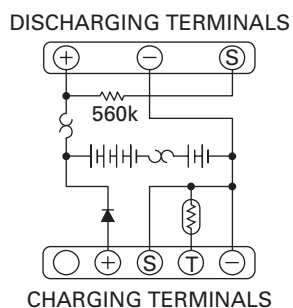 DISCHARGING TERMINALS
+ − S
560k
+ S T −
CHARGING TERMINALS